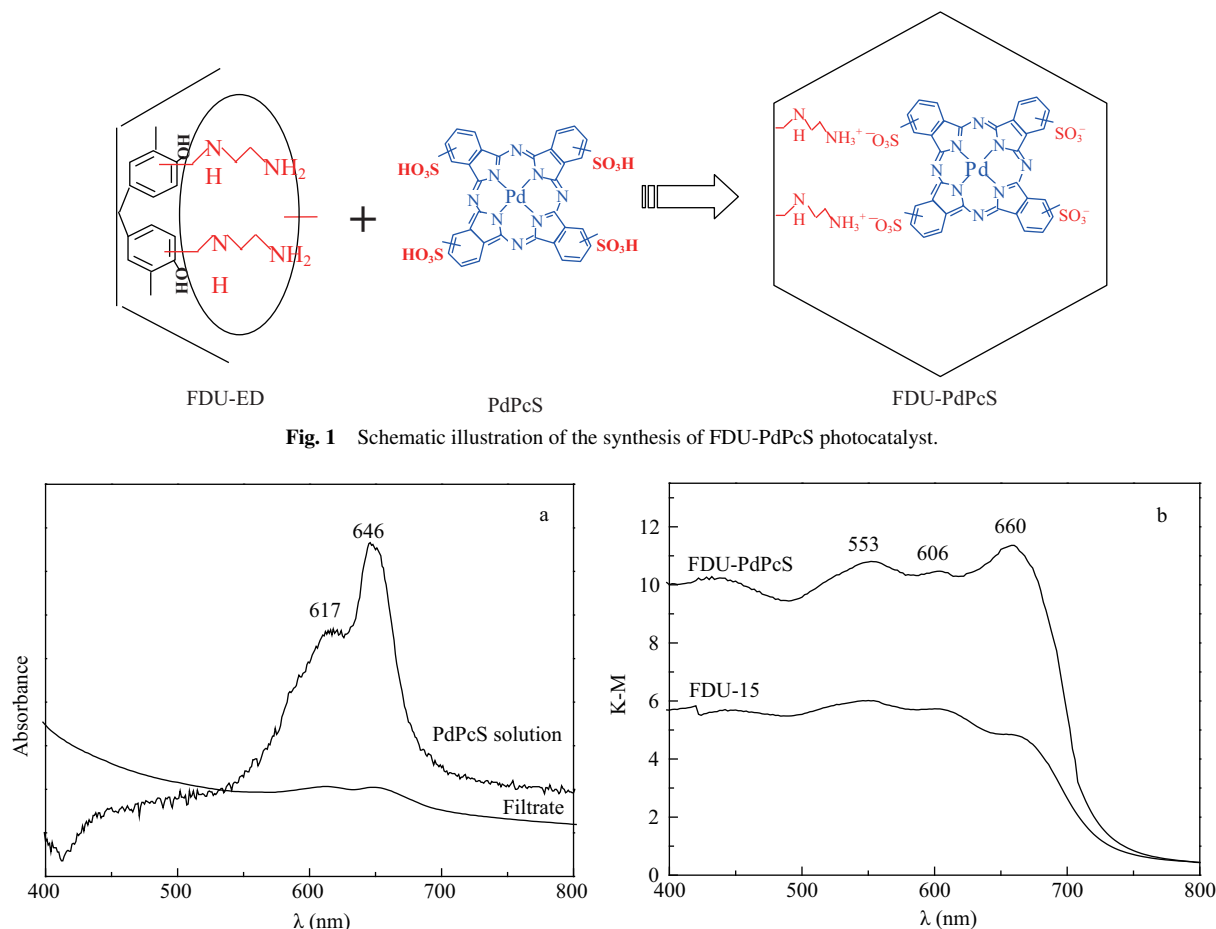 HO
N
H
NH2
HO
N
H
NH2
FDU-ED
+
HO3S
SO3H
N
N
N
N
Pd
N
N
N
N
HO3S
SO3H
PdPcS
N
H
NH3+
−O3S
SO3−
N
N
N
N
Pd
N
N
N
N
N
H
NH3+
−O3S
SO3−
FDU-PdPcS
Fig. 1 Schematic illustration of the synthesis of FDU-PdPcS photocatalyst.
a
646
617
PdPcS solution
Filtrate
Absorbance
400 500 600 700 800
λ (nm)
b
12
10
8
6
4
2
0
K-M
FDU-PdPcS
553
606
660
FDU-15
400 500 600 700 800
λ (nm)